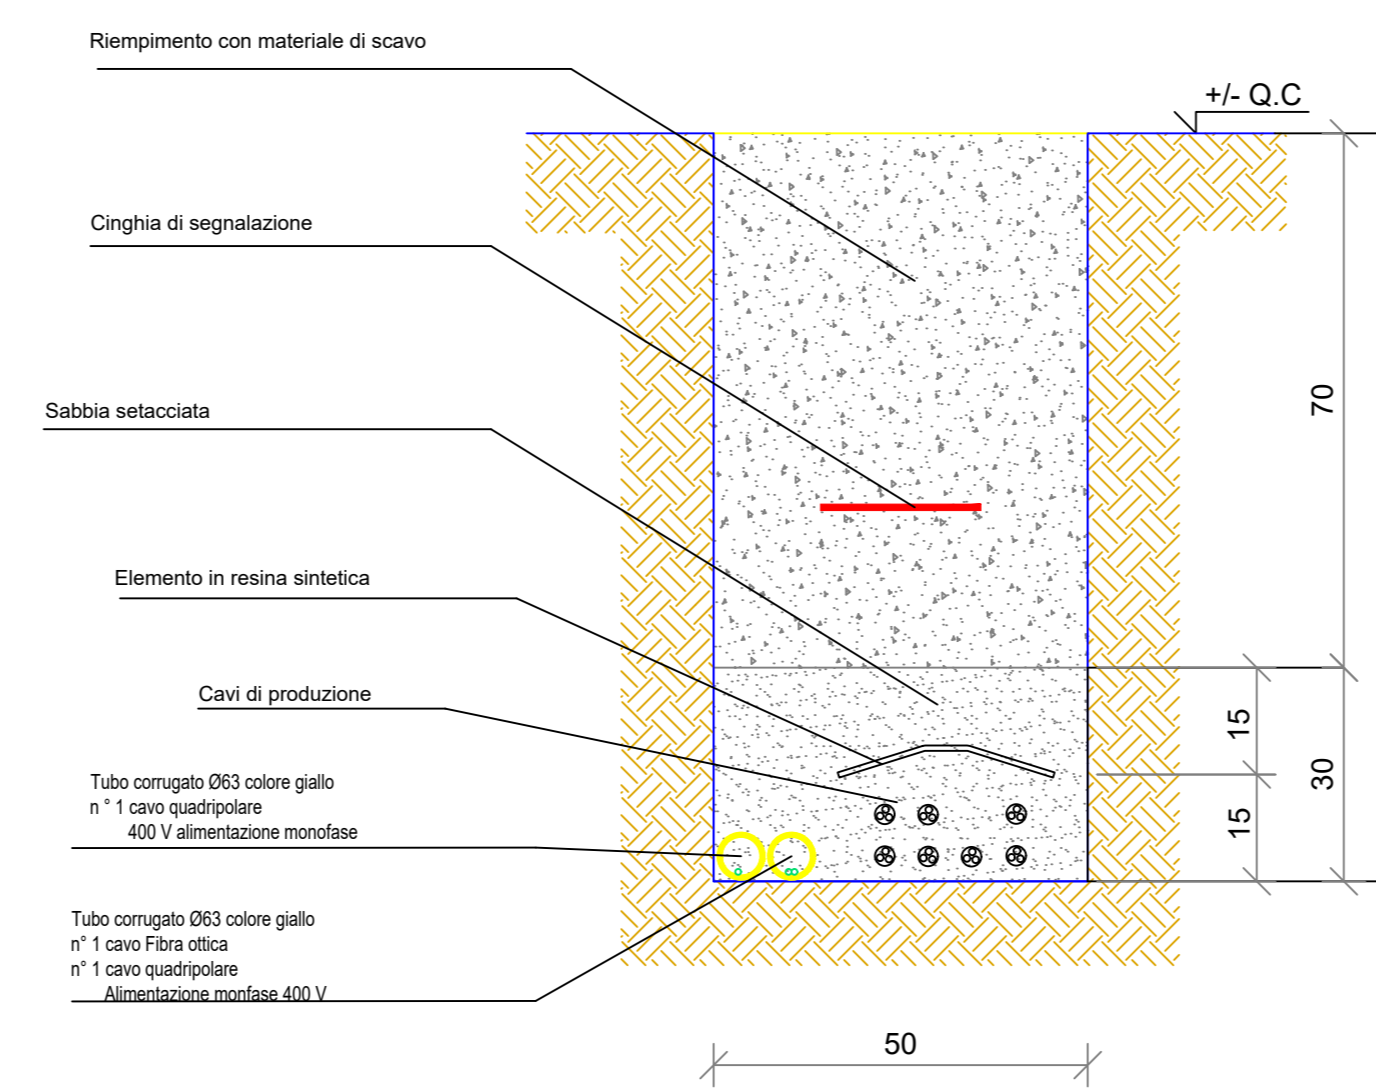 Riempimento con materiale di scavo
+/- Q.C
Cinghia di segnalazione
70
Sabbia setacciata
Elemento in resina sintetica
Cavi di produzione
15
30
15
Tubo corrugato Ø63 colore giallo
n ° 1 cavo quadripolare
400 V alimentazione monofase
Tubo corrugato Ø63 colore giallo
n° 1 cavo Fibra ottica
n° 1 cavo quadripolare
Alimentazione monfase 400 V
50